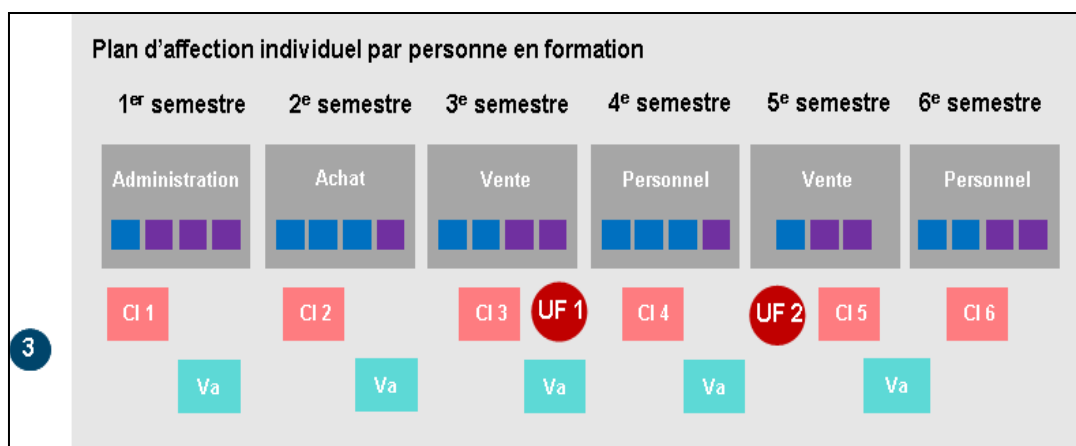 Plan d’affection individuel par personne en formation
1er semestre 2e semestre 3e semestre 4e semestre 5e semestre 6e semestre
Administration Achat Vente Personnel Vente Personnel
CI 1 CI 2 CI 3 UF 1 CI 4 UF 2 CI 5 CI 6
3
Va Va Va Va Va